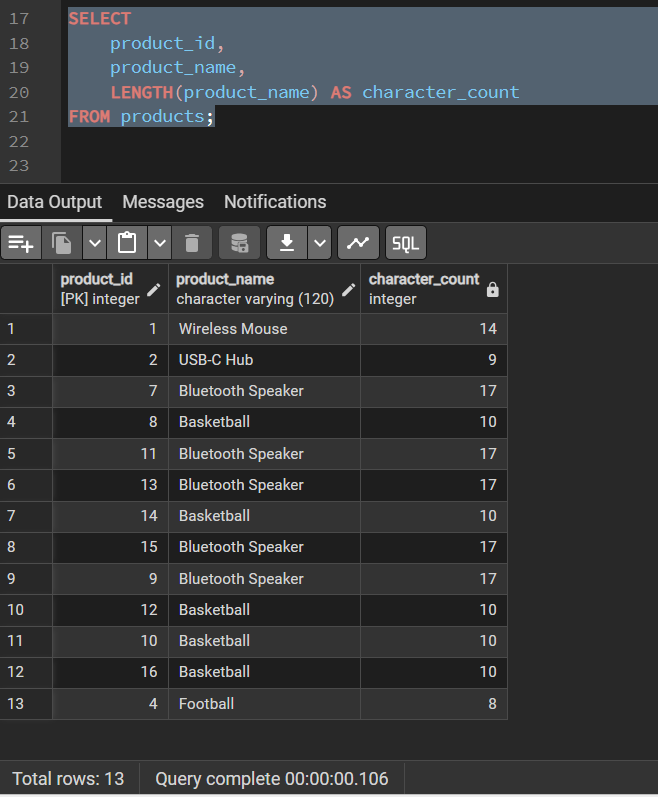 17 SELECT
18 product_id,
19 product_name,
20 LENGTH(product_name) AS character_count
21 FROM products;
22
23
Data Output Messages Notifications
SQL
product_id product_name character_count
[PK] integer character varying (120) integer
1 1 Wireless Mouse 14
2 2 USB-C Hub 9
3 7 Bluetooth Speaker 17
4 8 Basketball 10
5 11 Bluetooth Speaker 17
6 13 Bluetooth Speaker 17
7 14 Basketball 10
8 15 Bluetooth Speaker 17
9 9 Bluetooth Speaker 17
10 12 Basketball 10
11 10 Basketball 10
12 16 Basketball 10
13 4 Football 8
Total rows: 13 Query complete 00:00:00.106